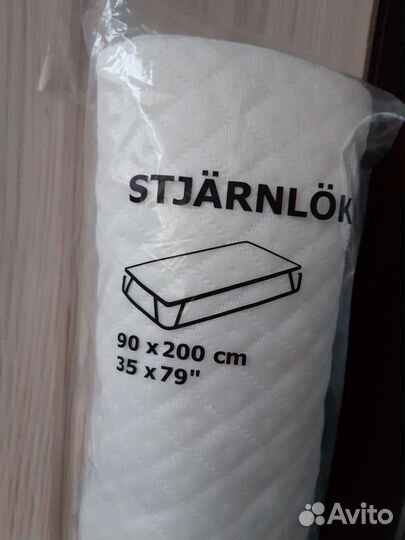 STJÄRNLÖK
90 x 200 cm
35 x 79"
Avito